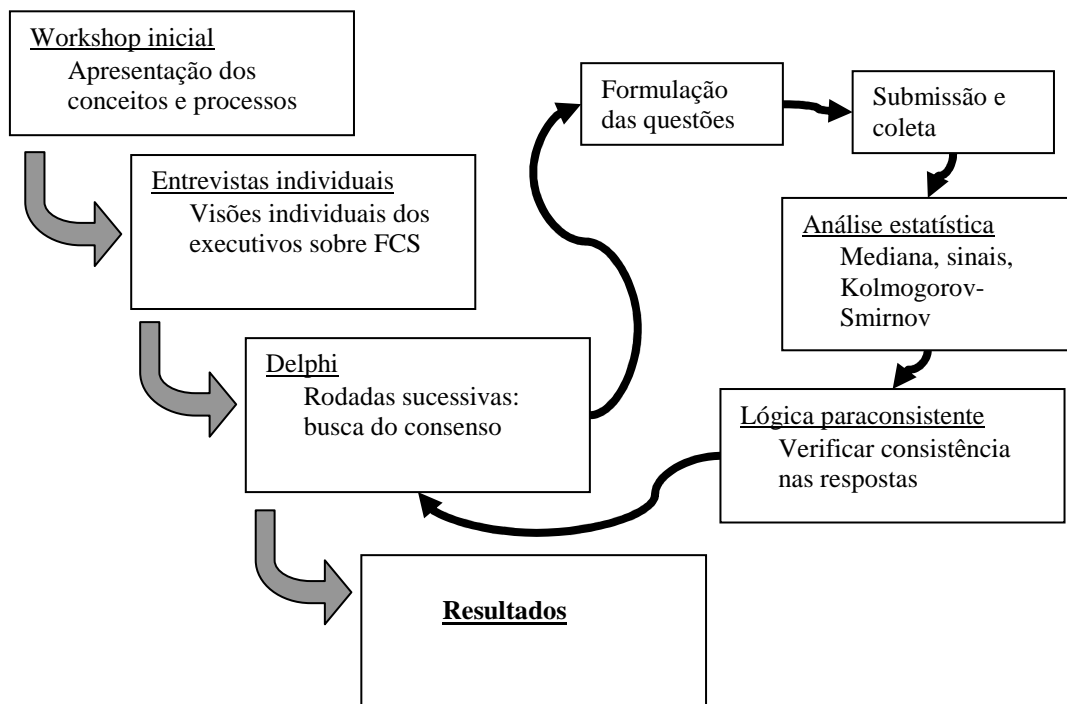 Workshop inicial
Apresentação dos
conceitos e processos
Entrevistas individuais
Visões individuais dos
executivos sobre FCS
Delphi
Rodadas sucessivas:
busca do consenso
Formulação
das questões
Submissão e
coleta
Análise estatística
Mediana, sinais,
Kolmogorov-
Smirnov
Lógica paraconsistente
Verificar consistência
nas respostas
Resultados